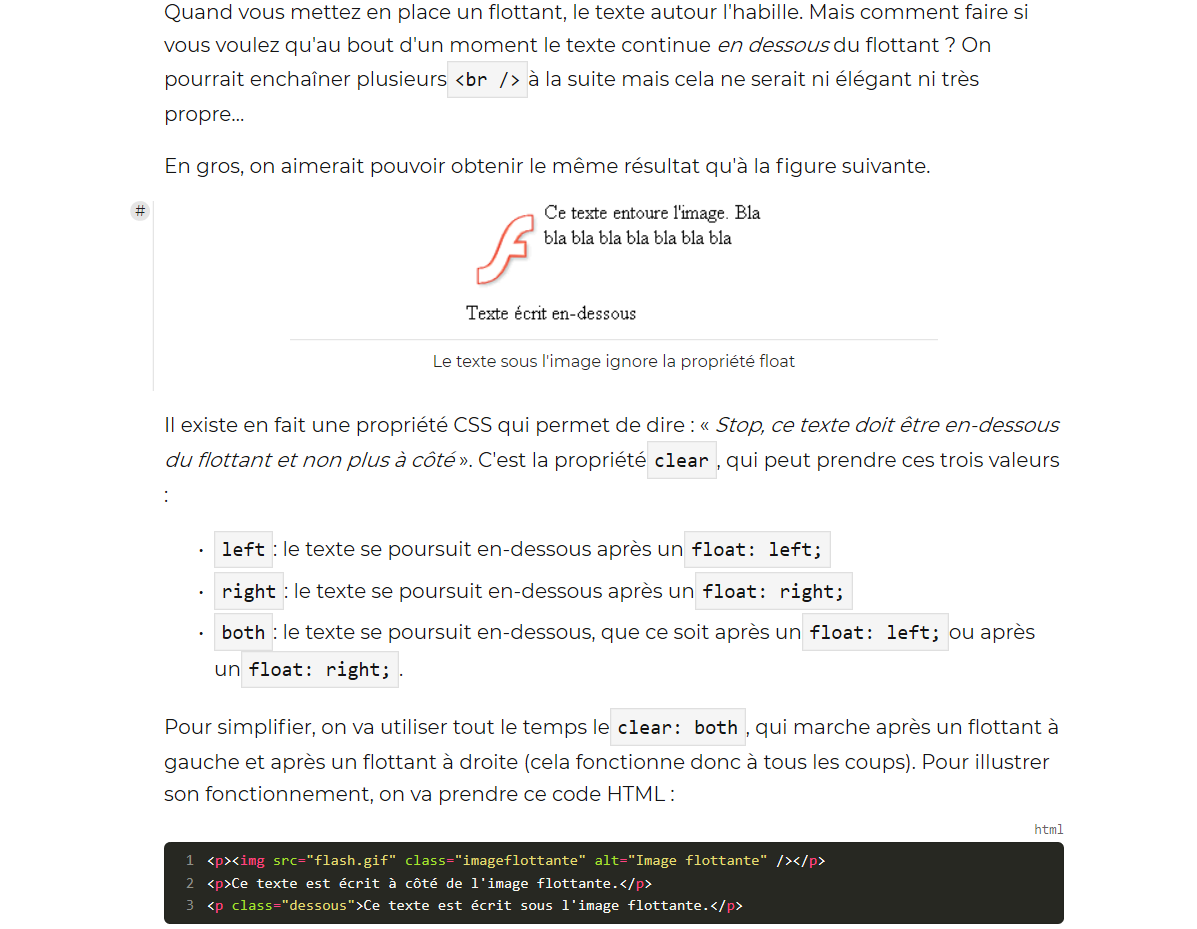 Quand vous mettez en place un flottant, le texte autour l'habille. Mais comment faire si
vous voulez qu'au bout d'un moment le texte continue en dessous du flottant ? On
pourrait enchaîner plusieurs <br /> à la suite mais cela ne serait ni élégant ni très
propre...
En gros, on aimerait pouvoir obtenir le même résultat qu'à la figure suivante.
#
Ce texte entoure l'image. Bla
bla bla bla bla bla bla bla
Texte écrit en-dessous
Le texte sous l'image ignore la propriété float
Il existe en fait une propriété CSS qui permet de dire : « Stop, ce texte doit être en-dessous
du flottant et non plus à côté ». C'est la propriété clear , qui peut prendre ces trois valeurs
:
• left : le texte se poursuit en-dessous après un float: left;
• right : le texte se poursuit en-dessous après un float: right;
• both : le texte se poursuit en-dessous, que ce soit après un float: left; ou après
un float: right; .
Pour simplifier, on va utiliser tout le temps le clear: both , qui marche après un flottant à
gauche et après un flottant à droite (cela fonctionne donc à tous les coups). Pour illustrer
son fonctionnement, on va prendre ce code HTML :
html
1 <p><img src="flash.gif" class="imageflottante" alt="Image flottante" /></p>
2 <p>Ce texte est écrit à côté de l'image flottante.</p>
3 <p class="dessous">Ce texte est écrit sous l'image flottante.</p>